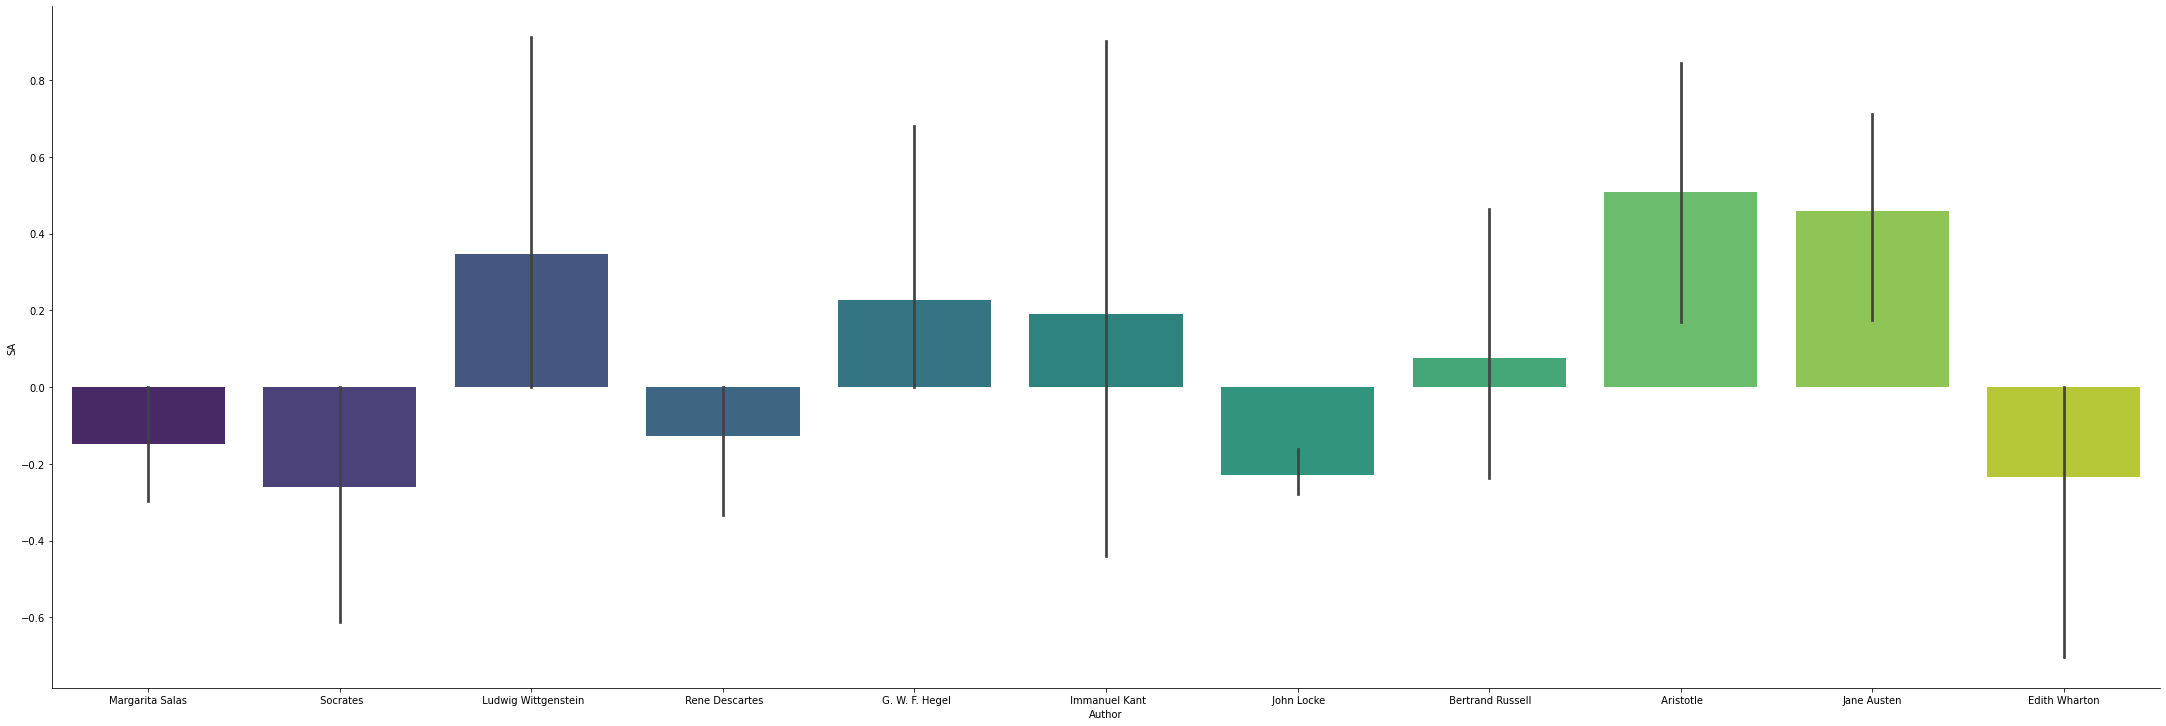 0.8
0.6
0.4
0.2
0.0
−0.2
−0.4
−0.6
SA
Margarita Salas Socrates Ludwig Wittgenstein Rene Descartes G. W. F. Hegel Immanuel Kant John Locke Bertrand Russell Aristotle Jane Austen Edith Wharton
Author